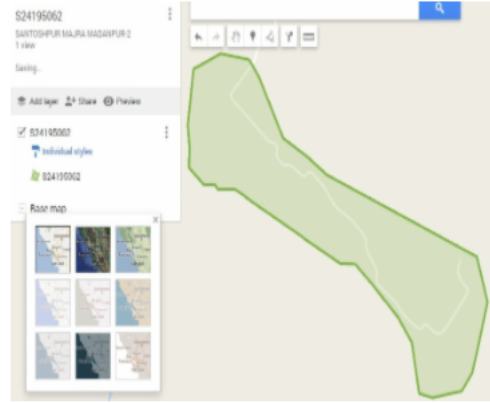 S24195062
SANTOSHPUR MAJRA MADANPUR-2
1 view
Saving...
Add layer Share Preview
S24195062
Individual styles
S24195062
Base map